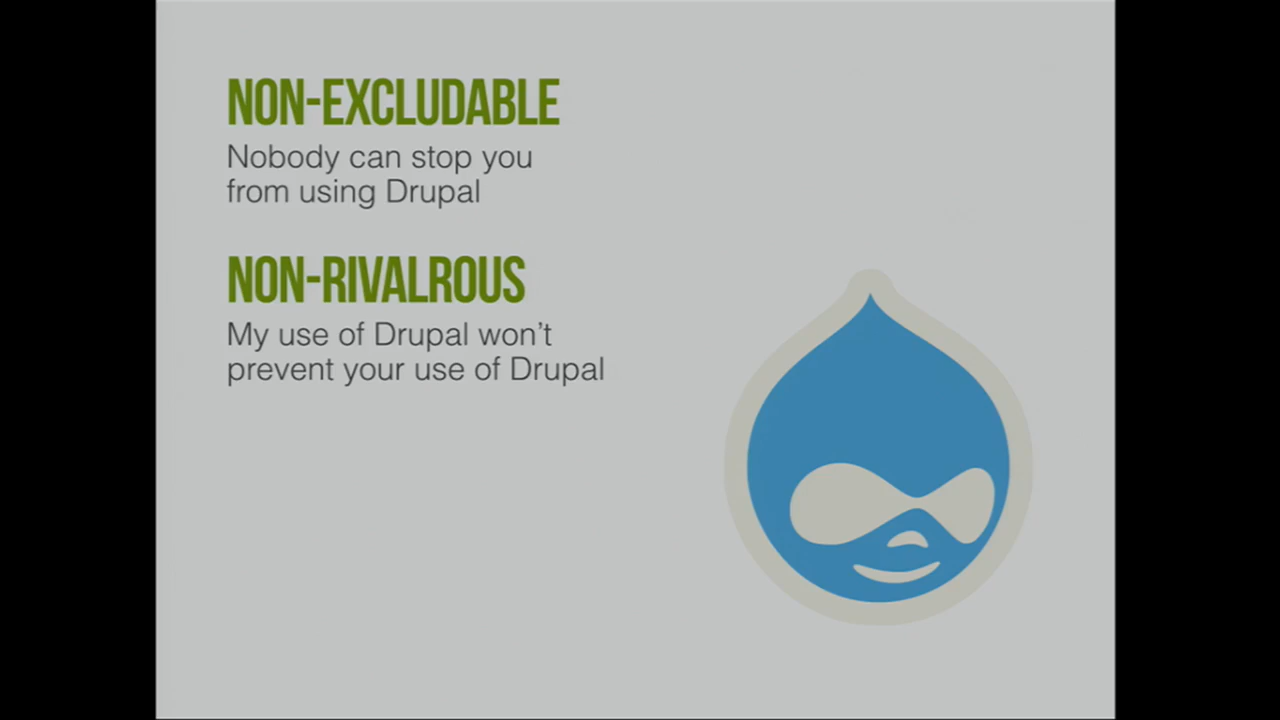 NON-EXCLUDABLE
Nobody can stop you
from using Drupal
NON-RIVALROUS
My use of Drupal won’t
prevent your use of Drupal